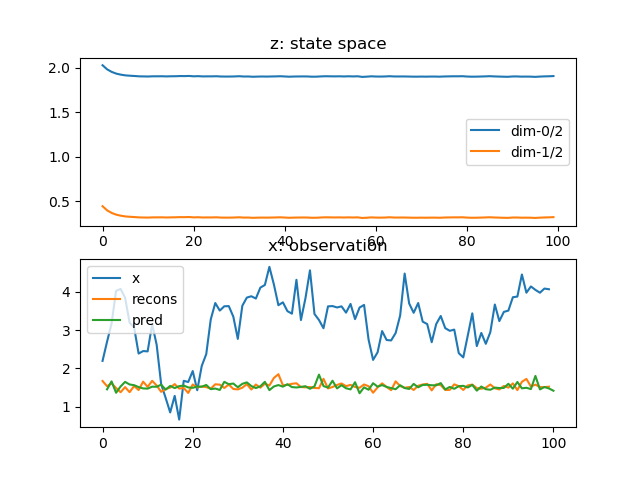 z: state space
2.0
1.5
1.0
0.5
dim-0/2
dim-1/2
0 20 40 60 80 100
x: observation
4
3
2
1
x
recons
pred
0 20 40 60 80 100